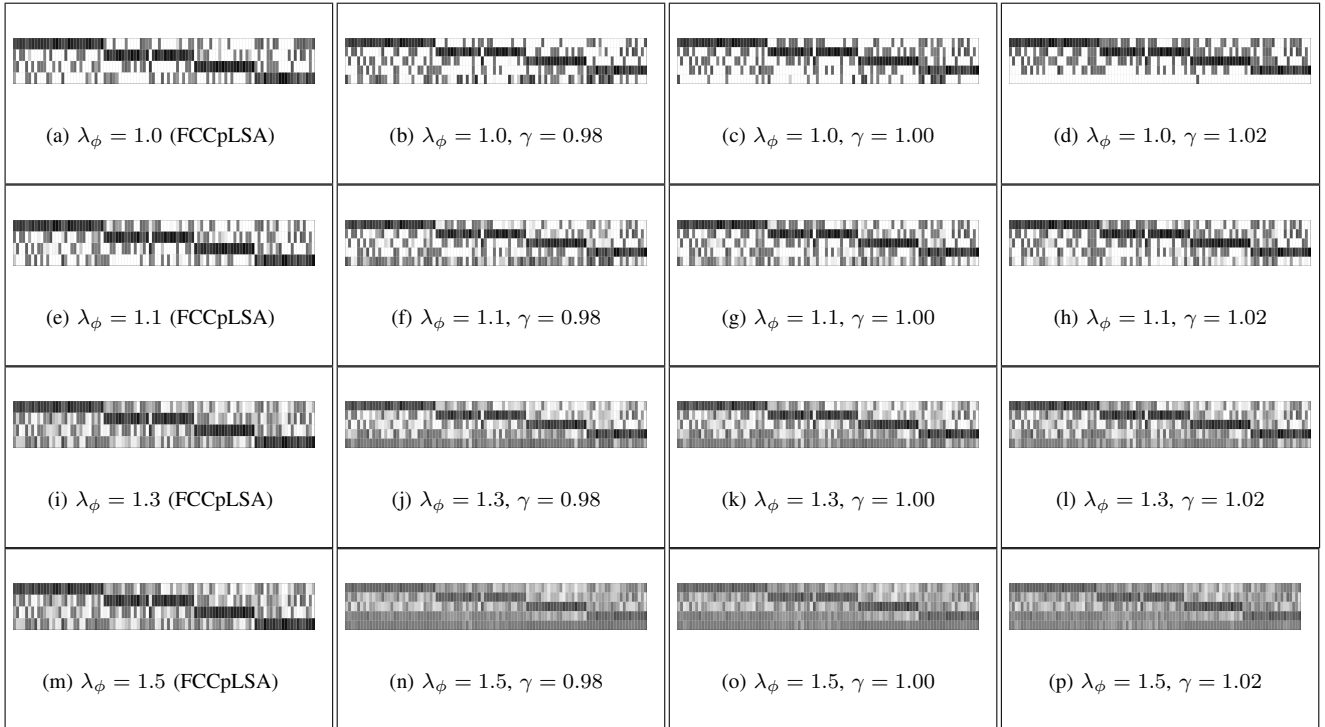 (a) λ_ϕ = 1.0 (FCCpLSA)
(b) λ_ϕ = 1.0, γ = 0.98
(c) λ_ϕ = 1.0, γ = 1.00
(d) λ_ϕ = 1.0, γ = 1.02
(e) λ_ϕ = 1.1 (FCCpLSA)
(f) λ_ϕ = 1.1, γ = 0.98
(g) λ_ϕ = 1.1, γ = 1.00
(h) λ_ϕ = 1.1, γ = 1.02
(i) λ_ϕ = 1.3 (FCCpLSA)
(j) λ_ϕ = 1.3, γ = 0.98
(k) λ_ϕ = 1.3, γ = 1.00
(l) λ_ϕ = 1.3, γ = 1.02
(m) λ_ϕ = 1.5 (FCCpLSA)
(n) λ_ϕ = 1.5, γ = 0.98
(o) λ_ϕ = 1.5, γ = 1.00
(p) λ_ϕ = 1.5, γ = 1.02